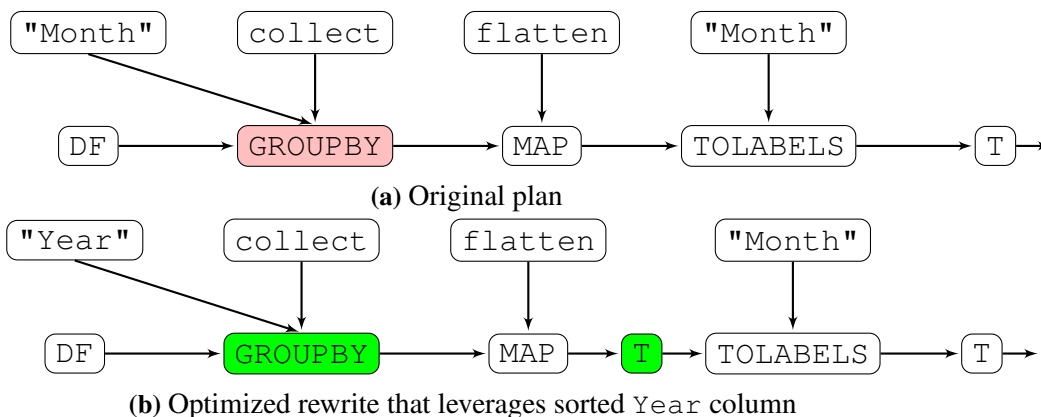 "Month" collect flatten "Month"
DF GROUPBY MAP TOLABELS T
(a) Original plan
"Year" collect flatten "Month"
DF GROUPBY MAP T TOLABELS T
(b) Optimized rewrite that leverages sorted Year column